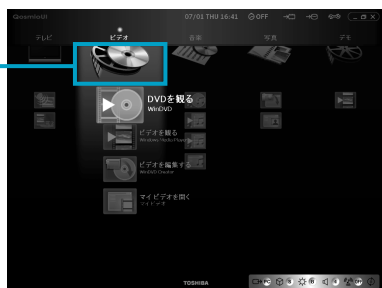 QosmioUI
07/01 THU 16:41
OFF
テレビ
ビデオ
音楽
写真
デモ
DVDを観る
WinDVD
ビデオを観る
Windows Media Player
ビデオを編集する
WinDVD Creator
マイビデオを開く
マイビデオ
TOSHIBA